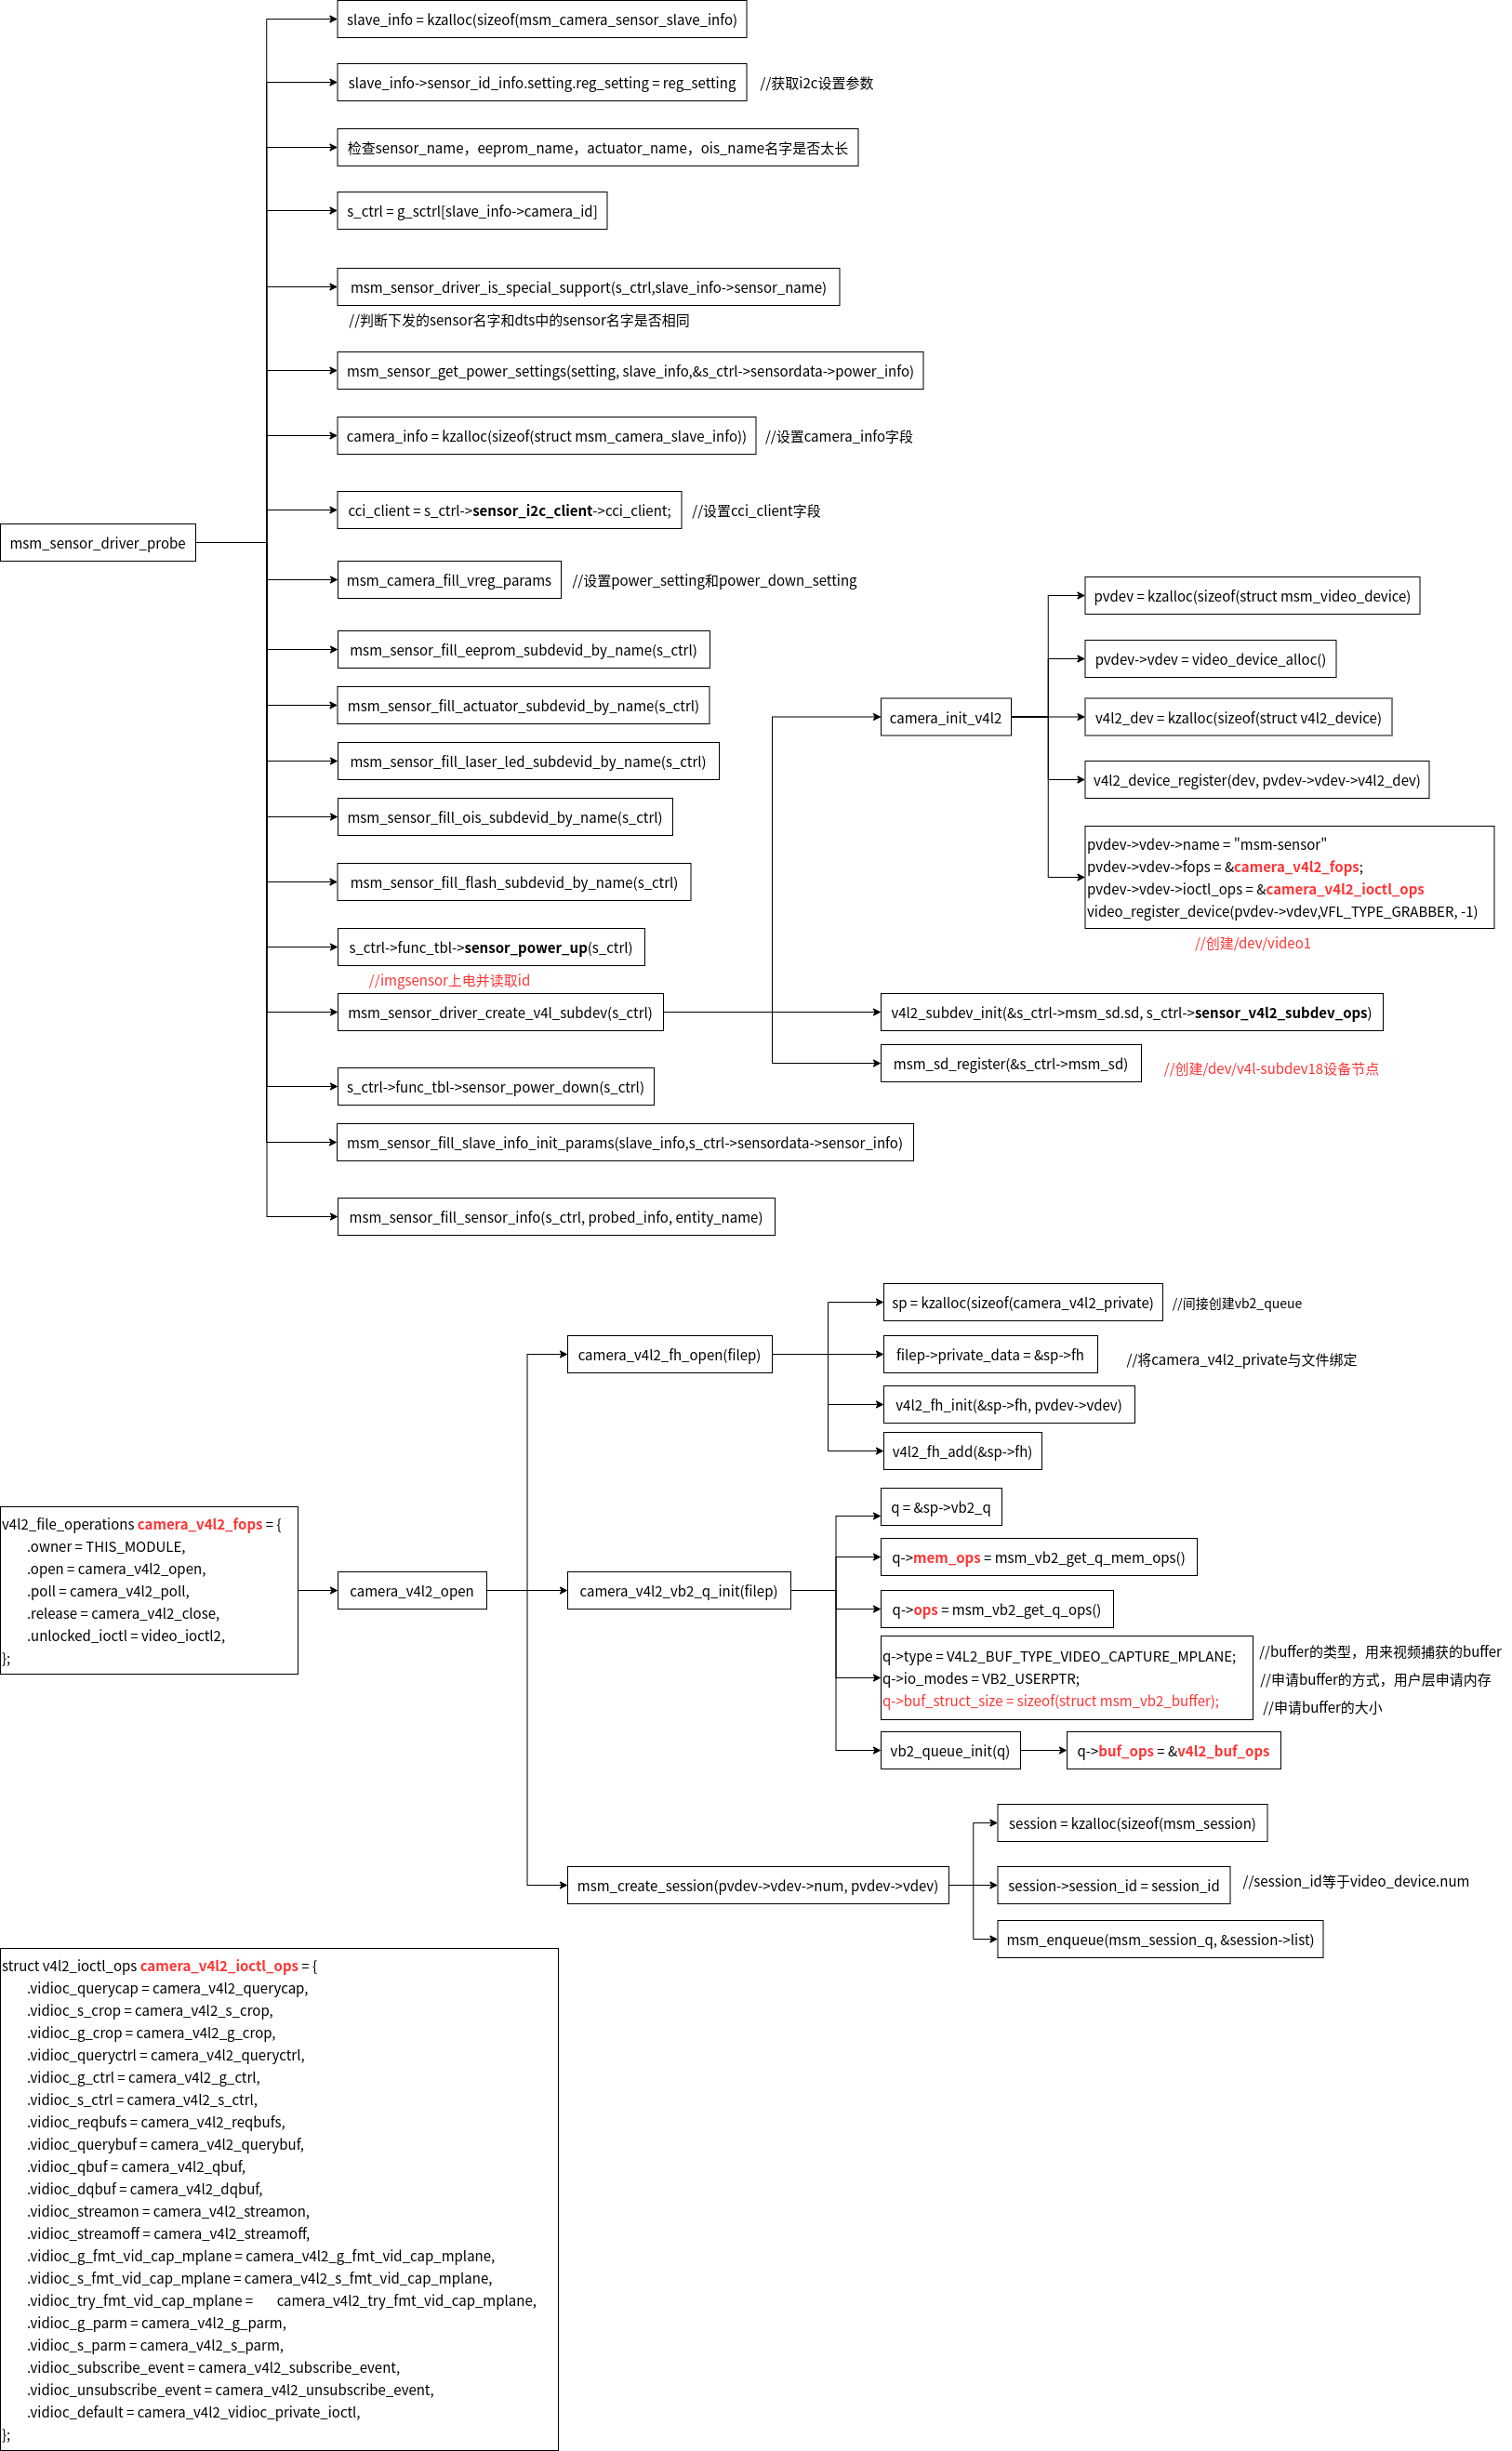 slave_info = kzalloc(sizeof(msm_camera_sensor_slave_info)
slave_info->sensor_id_info.setting.reg_setting = reg_setting
//获取i2c设置参数
检查sensor_name，eeprom_name，actuator_name，ois_name名字是否太长
s_ctrl = g_sctrl[slave_info->camera_id]
msm_sensor_driver_is_special_support(s_ctrl,slave_info->sensor_name)
//判断下发的sensor名字和dts中的sensor名字是否相同
msm_sensor_get_power_settings(setting, slave_info,&s_ctrl->sensordata->power_info)
camera_info = kzalloc(sizeof(struct msm_camera_slave_info))
//设置camera_info字段
cci_client = s_ctrl->sensor_i2c_client->cci_client;
//设置cci_client字段
msm_sensor_driver_probe
msm_camera_fill_vreg_params
//设置power_setting和power_down_setting
msm_sensor_fill_eeprom_subdevid_by_name(s_ctrl)
msm_sensor_fill_actuator_subdevid_by_name(s_ctrl)
msm_sensor_fill_laser_led_subdevid_by_name(s_ctrl)
msm_sensor_fill_ois_subdevid_by_name(s_ctrl)
msm_sensor_fill_flash_subdevid_by_name(s_ctrl)
s_ctrl->func_tbl->sensor_power_up(s_ctrl)
//imgsensor上电并读取id
msm_sensor_driver_create_v4l_subdev(s_ctrl)
s_ctrl->func_tbl->sensor_power_down(s_ctrl)
msm_sensor_fill_slave_info_init_params(slave_info,s_ctrl->sensordata->sensor_info)
msm_sensor_fill_sensor_info(s_ctrl, probed_info, entity_name)
camera_init_v4l2
pvdev = kzalloc(sizeof(struct msm_video_device)
pvdev->vdev = video_device_alloc()
v4l2_dev = kzalloc(sizeof(struct v4l2_device)
v4l2_device_register(dev, pvdev->vdev->v4l2_dev)
pvdev->vdev->name = "msm-sensor"
pvdev->vdev->fops = &camera_v4l2_fops;
pvdev->vdev->ioctl_ops = &camera_v4l2_ioctl_ops
video_register_device(pvdev->vdev,VFL_TYPE_GRABBER, -1)
//创建/dev/video1
v4l2_subdev_init(&s_ctrl->msm_sd.sd, s_ctrl->sensor_v4l2_subdev_ops)
msm_sd_register(&s_ctrl->msm_sd)
//创建/dev/v4l-subdev18设备节点
v4l2_file_operations camera_v4l2_fops = {
.owner = THIS_MODULE,
.open = camera_v4l2_open,
.poll = camera_v4l2_poll,
.release = camera_v4l2_close,
.unlocked_ioctl = video_ioctl2,
};
camera_v4l2_open
camera_v4l2_fh_open(filep)
sp = kzalloc(sizeof(camera_v4l2_private)
//间接创建vb2_queue
filep->private_data = &sp->fh
//将camera_v4l2_private与文件绑定
v4l2_fh_init(&sp->fh, pvdev->vdev)
v4l2_fh_add(&sp->fh)
camera_v4l2_vb2_q_init(filep)
q = &sp->vb2_q
q->mem_ops = msm_vb2_get_q_mem_ops()
q->ops = msm_vb2_get_q_ops()
q->type = V4L2_BUF_TYPE_VIDEO_CAPTURE_MPLANE;
q->io_modes = VB2_USERPTR;
q->buf_struct_size = sizeof(struct msm_vb2_buffer);
//buffer的类型，用来视频捕获的buffer
//申请buffer的方式，用户层申请内存
//申请buffer的大小
vb2_queue_init(q)
q->buf_ops = &v4l2_buf_ops
msm_create_session(pvdev->vdev->num, pvdev->vdev)
session = kzalloc(sizeof(msm_session)
session->session_id = session_id
//session_id等于video_device.num
msm_enqueue(msm_session_q, &session->list)
struct v4l2_ioctl_ops camera_v4l2_ioctl_ops = {
.vidioc_querycap = camera_v4l2_querycap,
.vidioc_s_crop = camera_v4l2_s_crop,
.vidioc_g_crop = camera_v4l2_g_crop,
.vidioc_queryctrl = camera_v4l2_queryctrl,
.vidioc_g_ctrl = camera_v4l2_g_ctrl,
.vidioc_s_ctrl = camera_v4l2_s_ctrl,
.vidioc_reqbufs = camera_v4l2_reqbufs,
.vidioc_querybuf = camera_v4l2_querybuf,
.vidioc_qbuf = camera_v4l2_qbuf,
.vidioc_dqbuf = camera_v4l2_dqbuf,
.vidioc_streamon = camera_v4l2_streamon,
.vidioc_streamoff = camera_v4l2_streamoff,
.vidioc_g_fmt_vid_cap_mplane = camera_v4l2_g_fmt_vid_cap_mplane,
.vidioc_s_fmt_vid_cap_mplane = camera_v4l2_s_fmt_vid_cap_mplane,
.vidioc_try_fmt_vid_cap_mplane = camera_v4l2_try_fmt_vid_cap_mplane,
.vidioc_g_parm = camera_v4l2_g_parm,
.vidioc_s_parm = camera_v4l2_s_parm,
.vidioc_subscribe_event = camera_v4l2_subscribe_event,
.vidioc_unsubscribe_event = camera_v4l2_unsubscribe_event,
.vidioc_default = camera_v4l2_vidioc_private_ioctl,
};